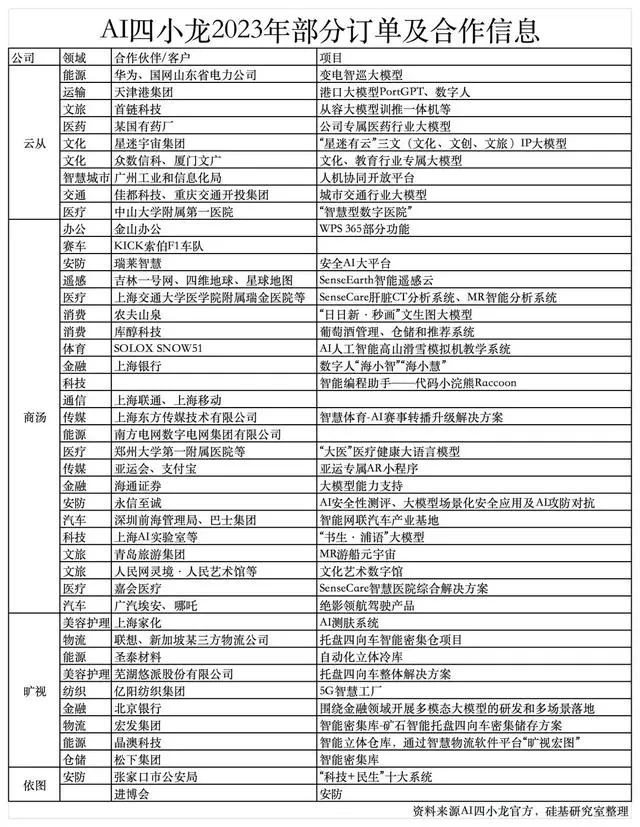 AI四小龙2023年部分订单及合作信息
公司 领域 合作伙伴/客户 项目
云从
能源 华为、国网山东省电力公司 变电智巡大模型
运输 天津港集团 港口大模型PortGPT、数字人
文旅 首链科技 从容大模型训推一体机等
医药 某国有药厂 公司专属医药行业大模型
文化 星迷宇宙集团 “星迷有云”三文（文化、文创、文旅）IP大模型
文化 众数信科、厦门文广 文化、教育行业专属大模型
智慧城市 广州工业和信息化局 人机协同开放平台
交通 佳都科技、重庆交通开投集团 城市交通行业大模型
医疗 中山大学附属第一医院 “智慧型数字医院”
商汤
办公 金山办公 WPS 365部分功能
赛车 KICK索伯F1车队
安防 瑞莱智慧 安全AI大平台
遥感 吉林一号网、四维地球、星球地图 SenseEarth智能遥感云
医疗 上海交通大学医学院附属瑞金医院等 SenseCare肝脏CT分析系统、MR智能分析系统
消费 农夫山泉 “日日新·秒画”文生图大模型
消费 库醇科技 葡萄酒管理、仓储和推荐系统
体育 SOLOX SNOW51 AI人工智能高山滑雪模拟机教学系统
金融 上海银行 数字人“海小智”“海小慧”
科技 智能编程助手——代码小浣熊Raccoon
通信 上海联通、上海移动
传媒 上海东方传媒技术有限公司 智慧体育-AI赛事转播升级解决方案
能源 南方电网数字电网集团有限公司
医疗 郑州大学第一附属医院等 “大医”医疗健康大语言模型
传媒 亚运会、支付宝 亚运专属AR小程序
金融 海通证券 大模型能力支持
安防 永信至诚 AI安全性测评、大模型场景化安全应用及AI攻防对抗
汽车 深圳前海管理局、巴士集团 智能网联汽车产业基地
科技 上海AI实验室等 “书生·浦语”大模型
文旅 青岛旅游集团 MR游船元宇宙
文旅 人民网灵境·人民艺术馆等 文化艺术数字馆
医疗 嘉会医疗 SenseCare智慧医院综合解决方案
汽车 广汽埃安、哪吒 绝影领航驾驶产品
旷视
美容护理 上海家化 AI测肤系统
物流 联想、新加坡某三方物流公司 托盘四向车智能密集仓项目
能源 圣泰材料 自动化立体冷库
美容护理 芜湖悠派股份有限公司 托盘四向车整体解决方案
纺织 亿阳纺织集团 5G智慧工厂
金融 北京银行 围绕金融领域开展多模态大模型的研发和多场景落地
物流 宏发集团 智能密集库-矿石智能托盘四向车密集储存方案
能源 晶澳科技 智能立体仓库，通过智慧物流软件平台“旷视宏图”
仓储 松下集团 智能密集库
依图
安防 张家口市公安局 “科技+民生”十大系统
进博会 安防
资料来源AI四小龙官方，硅基研究室整理